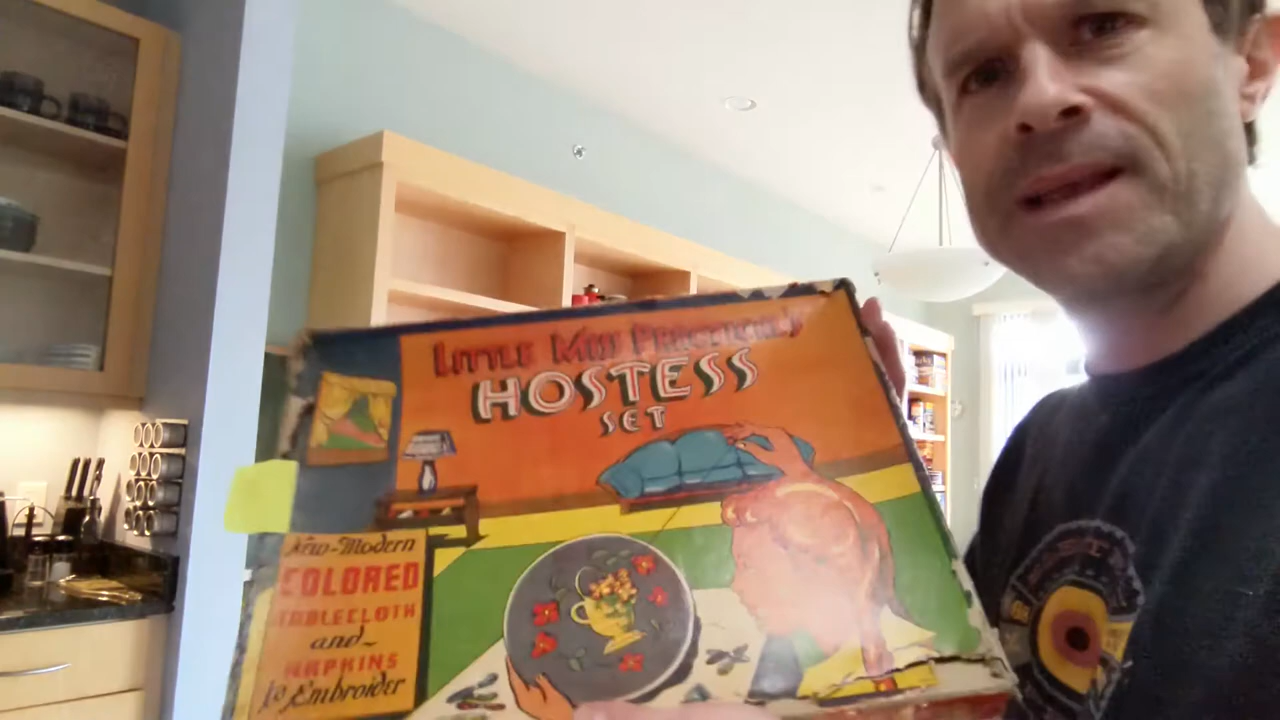 LITTLE MISS PRACTICAL'S
HOSTESS
SET
New-Modern
COLORED
TABLECLOTH
and~
NAPKINS
to Embroider